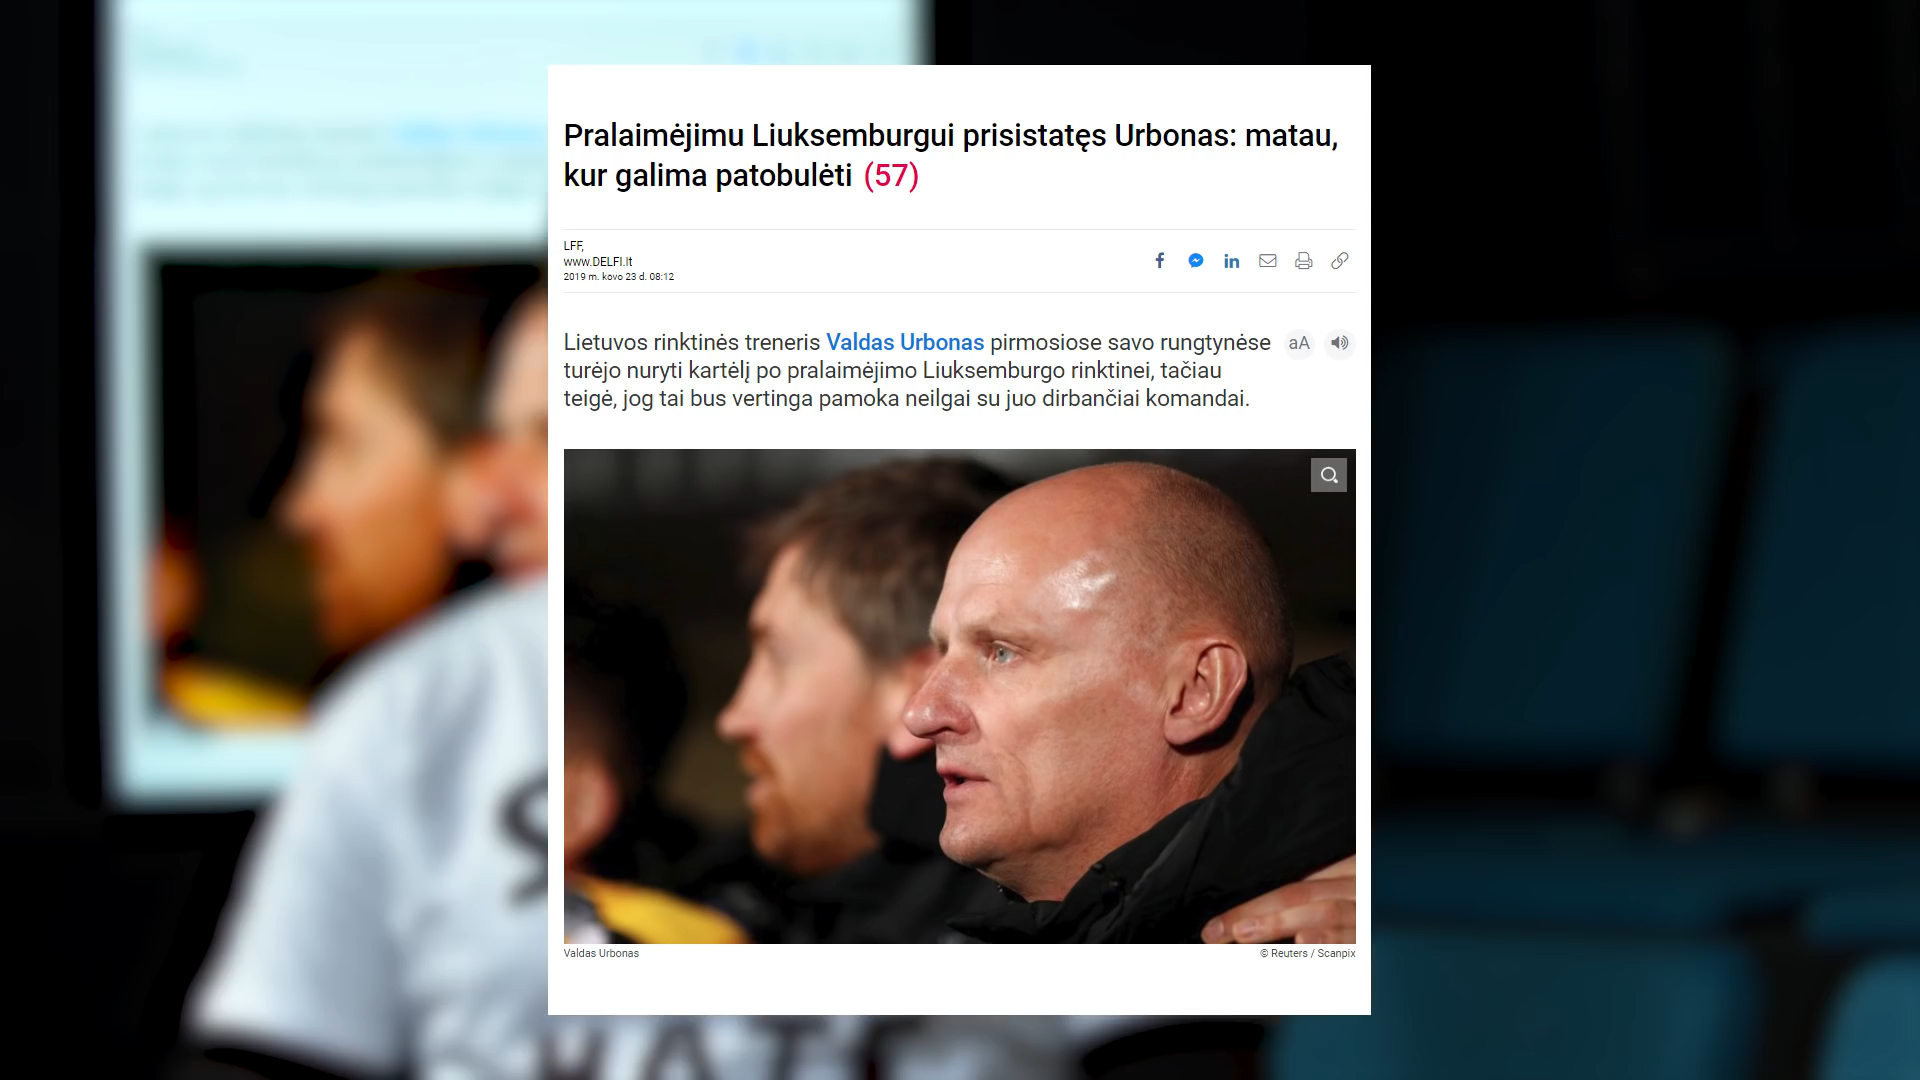 Pralaimėjimu Liuksemburgui prisistatęs Urbonas: matau,
kur galima patobulėti (57)
LFF,
www.DELFI.lt
2019 m. kovo 23 d. 08:12
Lietuvos rinktinės treneris Valdas Urbonas pirmosiose savo rungtynėse
turėjo nuryti kartėlį po pralaimėjimo Liuksemburgo rinktinei, tačiau
teigė, jog tai bus vertinga pamoka neilgai su juo dirbančiai komandai.
aA
Valdas Urbonas
© Reuters / Scanpix